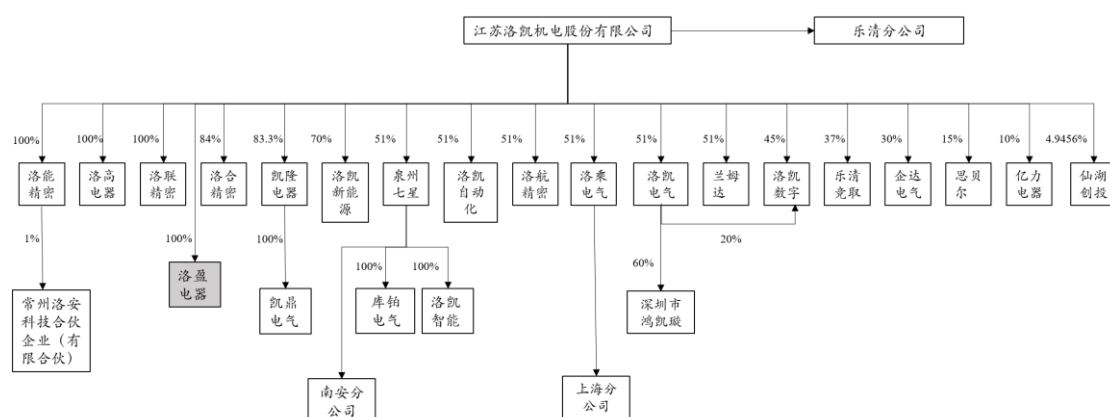 江苏洛凯机电股份有限公司
乐清分公司
100%
100%
100%
84%
83.3%
70%
51%
51%
51%
51%
51%
51%
45%
37%
30%
15%
10%
4.9456%
洛能
精密
洛高
电器
洛联
精密
洛合
精密
凯隆
电器
洛凯
新能
源
泉州
七星
洛凯
自动
化
洛航
精密
洛乘
电气
洛凯
电气
兰姆
达
洛凯
数字
乐清
竞取
企达
电气
思贝
尔
亿力
电器
仙湖
创投
1%
100%
100%
100%
100%
60%
20%
常州洛安
科技合伙
企业（有
限合伙）
洛盈
电器
凯鼎
电气
库铂
电气
洛凯
智能
深圳市
鸿凯璇
南安分
公司
上海分
公司